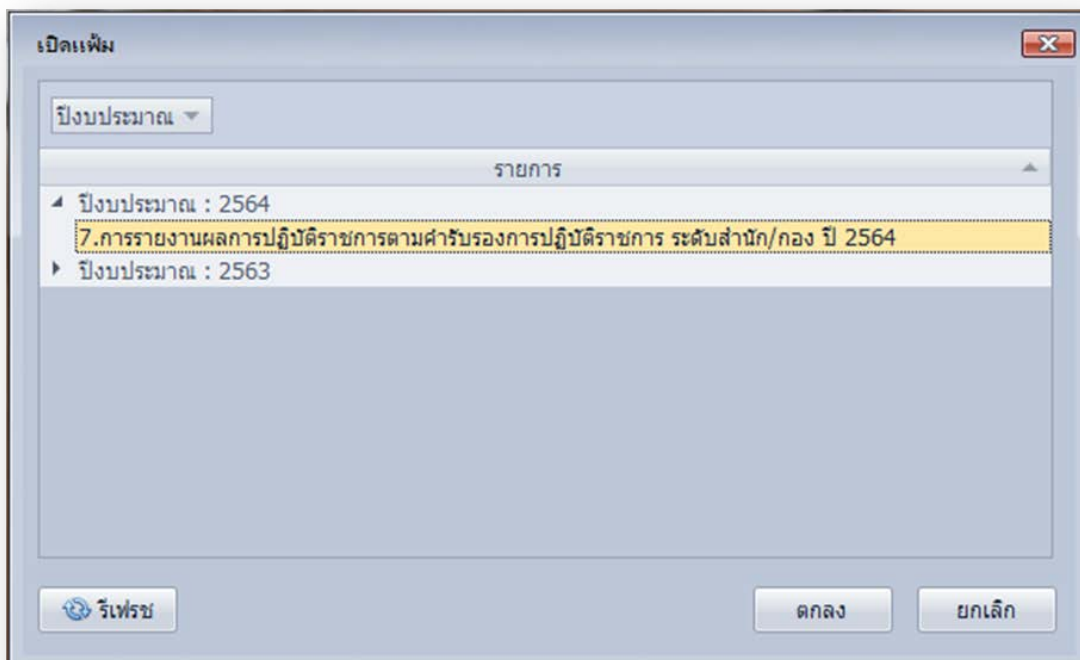 เปิดแฟ้ม
ปีงบประมาณ
รายการ
ปีงบประมาณ : 2564
7.การรายงานผลการปฏิบัติราชการตามคำรับรองการปฏิบัติราชการ ระดับสำนัก/กอง ปี 2564
ปีงบประมาณ : 2563
รีเฟรช
ตกลง
ยกเลิก